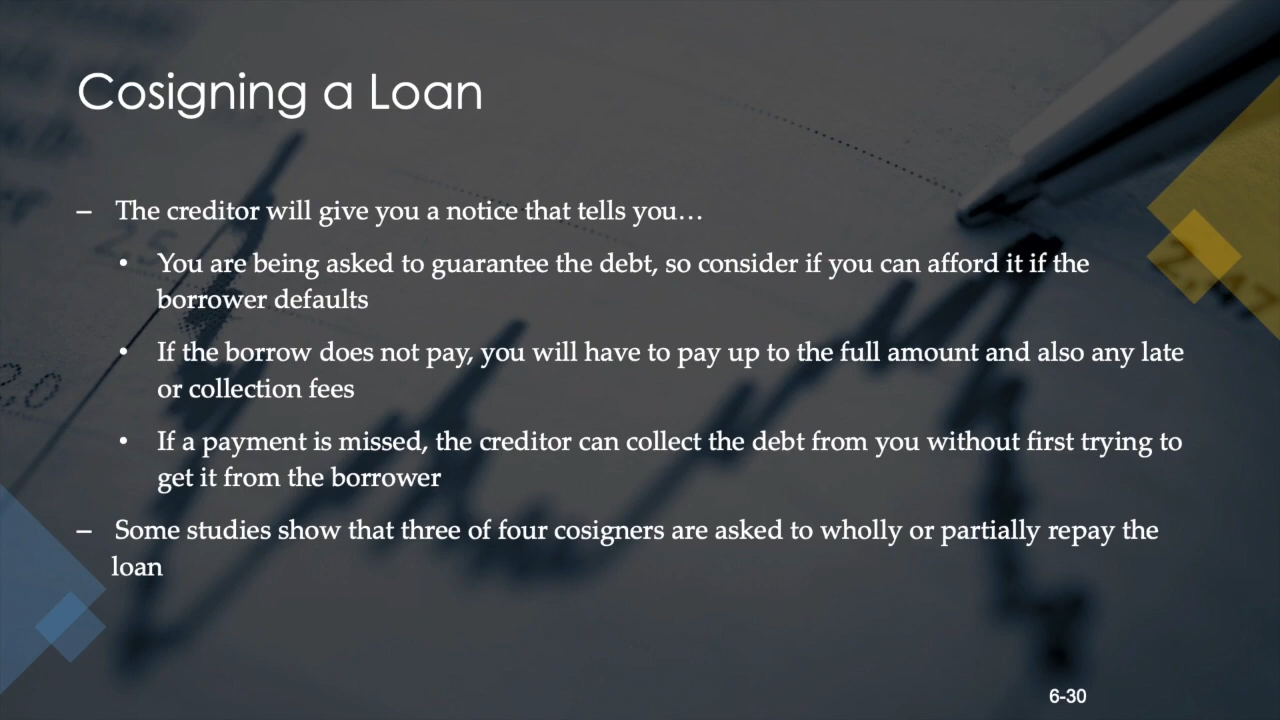 Cosigning a Loan
– The creditor will give you a notice that tells you…
• You are being asked to guarantee the debt, so consider if you can afford it if the
borrower defaults
• If the borrow does not pay, you will have to pay up to the full amount and also any late
or collection fees
• If a payment is missed, the creditor can collect the debt from you without first trying to
get it from the borrower
– Some studies show that three of four cosigners are asked to wholly or partially repay the
loan
6-30